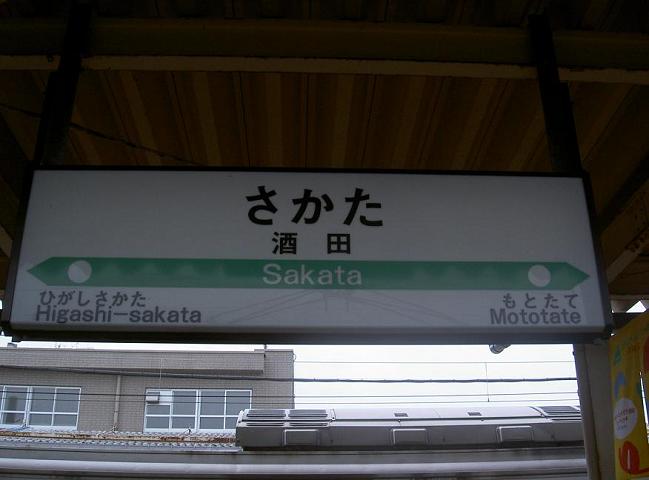 さかた
酒田
Sakata
ひがしさかた
Higashi-sakata
もとたて
Mototate